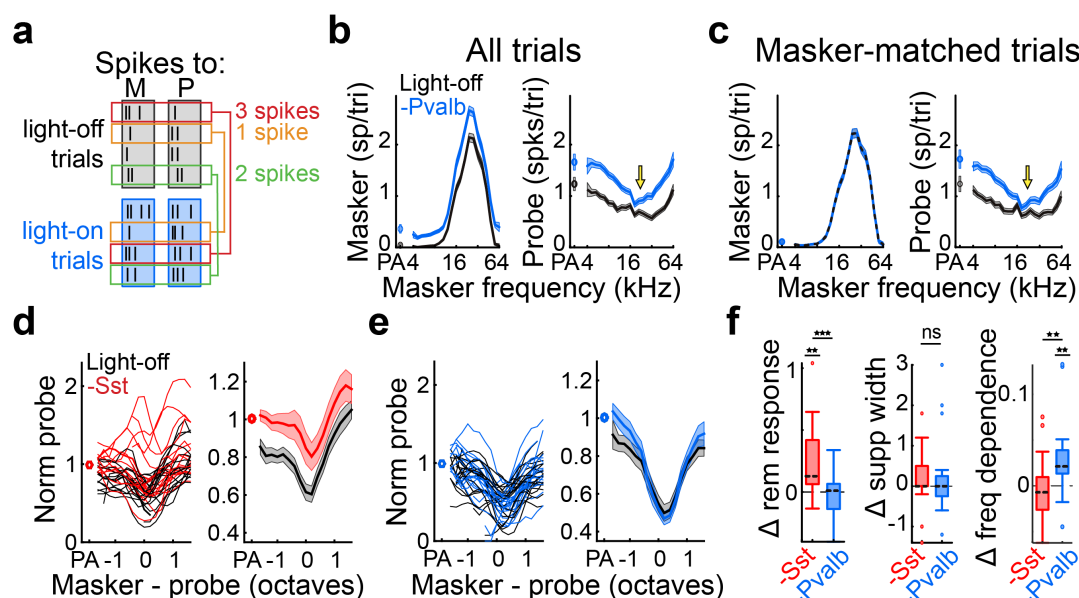 a
Spikes to:
M P
light-off
trials
3 spikes
1 spike
2 spikes
light-on
trials
b
All trials
Light-off
-Pvalb
Masker (sp/tri)
2
1
0
PA 4 16 64
Probe (spks/tri)
2
1
0
PA 4 16 64
Masker frequency (kHz)
c
Masker-matched trials
Masker (sp/tri)
2
1
0
PA 4 16 64
Probe (sp/tri)
2
1
0
PA 4 16 64
Masker frequency (kHz)
d
Light-off
-Sst
Norm probe
2
1
0
PA -1 0 1
1.2
1
0.8
0.6
0.4
PA -1 0 1
Masker - probe (octaves)
e
Norm probe
2
1
0
PA -1 0 1
1.2
1
0.8
0.6
0.4
PA -1 0 1
Masker - probe (octaves)
f
Δ rem response
1
0
★★★
★★
-Sst
-Pvalb
Δ supp width
3
2
1
0
-1
ns
-Sst
-Pvalb
Δ freq dependence
0.1
0
★★
★★
-Sst
-Pvalb